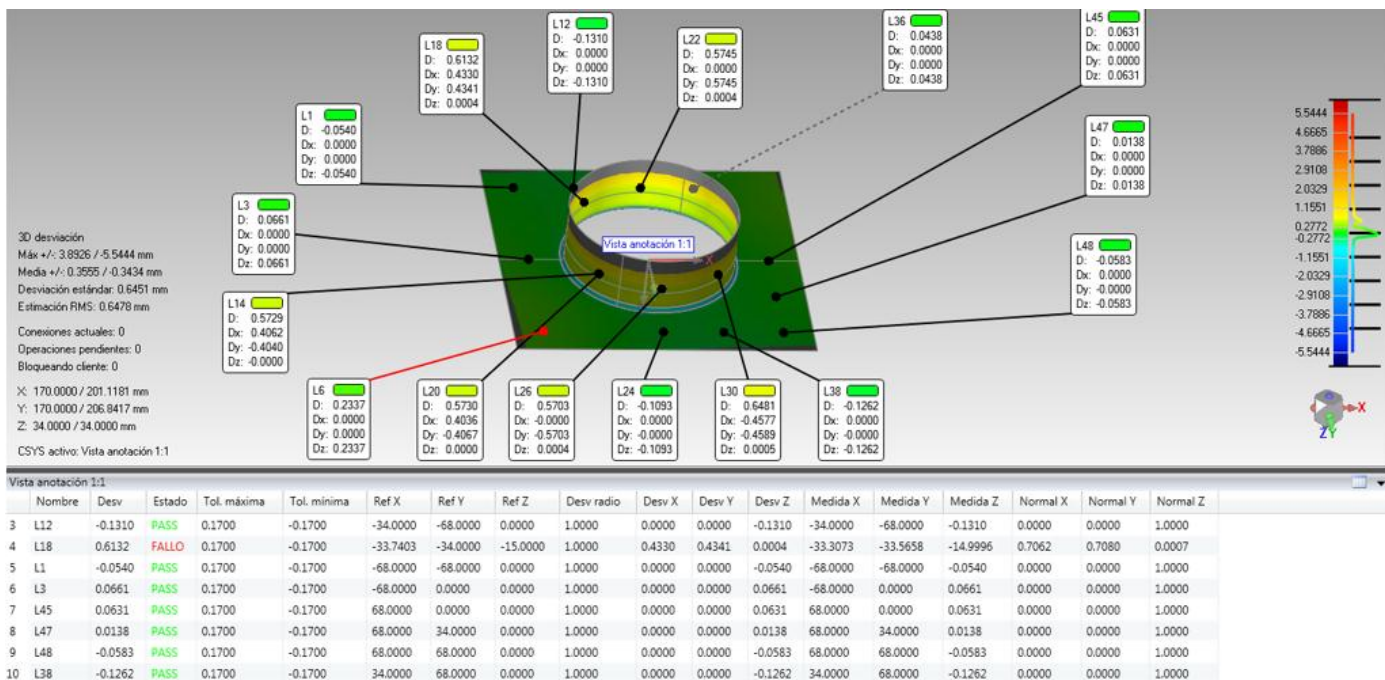 L12
D: -0.1310
Dx: 0.0000
Dy: 0.0000
Dz: -0.1310
L18
D: 0.6132
Dx: 0.4330
Dy: 0.4341
Dz: 0.0004
L22
D: 0.5745
Dx: 0.0000
Dy: 0.5745
Dz: 0.0004
L36
D: 0.0438
Dx: 0.0000
Dy: 0.0000
Dz: 0.0438
L45
D: 0.0631
Dx: 0.0000
Dy: 0.0000
Dz: 0.0631
L1
D: -0.0540
Dx: 0.0000
Dy: 0.0000
Dz: -0.0540
L47
D: 0.0138
Dx: 0.0000
Dy: 0.0000
Dz: 0.0138
L3
D: 0.0661
Dx: 0.0000
Dy: 0.0000
Dz: 0.0661
L48
D: -0.0583
Dx: 0.0000
Dy: -0.0000
Dz: -0.0583
Vista anotación 1:1
X
5.5444
4.6665
3.7886
2.9108
2.0329
1.1551
0.2772
-0.2772
-1.1551
-2.0329
-2.9108
-3.7886
-4.6665
-5.5444
3D desviación
Máx +/-: 3.8926 / -5.5444 mm
Media +/-: 0.3555 / -0.3434 mm
Desviación estándar: 0.6451 mm
Estimación RMS: 0.6478 mm
Conexiones actuales: 0
Operaciones pendientes: 0
Bloqueando cliente: 0
X: 170.0000 / 201.1181 mm
Y: 170.0000 / 206.8417 mm
Z: 34.0000 / 34.0000 mm
CSYS activo: Vista anotación 1:1
L14
D: 0.5729
Dx: 0.4062
Dy: -0.4040
Dz: -0.0000
L6
D: 0.2337
Dx: 0.0000
Dy: 0.0000
Dz: 0.2337
L20
D: 0.5730
Dx: 0.4036
Dy: -0.4067
Dz: 0.0000
L26
D: 0.5703
Dx: -0.0000
Dy: -0.5703
Dz: 0.0004
L24
D: -0.1093
Dx: 0.0000
Dy: -0.0000
Dz: -0.1093
L30
D: 0.6481
Dx: -0.4577
Dy: -0.4589
Dz: 0.0005
L38
D: -0.1262
Dx: 0.0000
Dy: -0.0000
Dz: -0.1262
X
Z Y
Vista anotación 1:1
Nombre Desv Estado Tol. máxima Tol. mínima Ref X Ref Y Ref Z Desv radio Desv X Desv Y Desv Z Medida X Medida Y Medida Z Normal X Normal Y Normal Z
3 L12 -0.1310 PASS 0.1700 -0.1700 -34.0000 -68.0000 0.0000 1.0000 0.0000 0.0000 -0.1310 -34.0000 -68.0000 -0.1310 0.0000 0.0000 1.0000
4 L18 0.6132 FALLO 0.1700 -0.1700 -33.7403 -34.0000 -15.0000 1.0000 0.4330 0.4341 0.0004 -33.3073 -33.5658 -14.9996 0.7062 0.7080 0.0007
5 L1 -0.0540 PASS 0.1700 -0.1700 -68.0000 -68.0000 0.0000 1.0000 0.0000 0.0000 -0.0540 -68.0000 -68.0000 -0.0540 0.0000 0.0000 1.0000
6 L3 0.0661 PASS 0.1700 -0.1700 -68.0000 0.0000 0.0000 1.0000 0.0000 0.0000 0.0661 -68.0000 0.0000 0.0661 0.0000 0.0000 1.0000
7 L45 0.0631 PASS 0.1700 -0.1700 68.0000 0.0000 0.0000 1.0000 0.0000 0.0000 0.0631 68.0000 0.0000 0.0631 0.0000 0.0000 1.0000
8 L47 0.0138 PASS 0.1700 -0.1700 68.0000 34.0000 0.0000 1.0000 0.0000 0.0000 0.0138 68.0000 34.0000 0.0138 0.0000 0.0000 1.0000
9 L48 -0.0583 PASS 0.1700 -0.1700 68.0000 68.0000 0.0000 1.0000 0.0000 0.0000 -0.0583 68.0000 68.0000 -0.0583 0.0000 0.0000 1.0000
10 L38 -0.1262 PASS 0.1700 -0.1700 34.0000 68.0000 0.0000 1.0000 0.0000 0.0000 -0.1262 34.0000 68.0000 -0.1262 0.0000 0.0000 1.0000